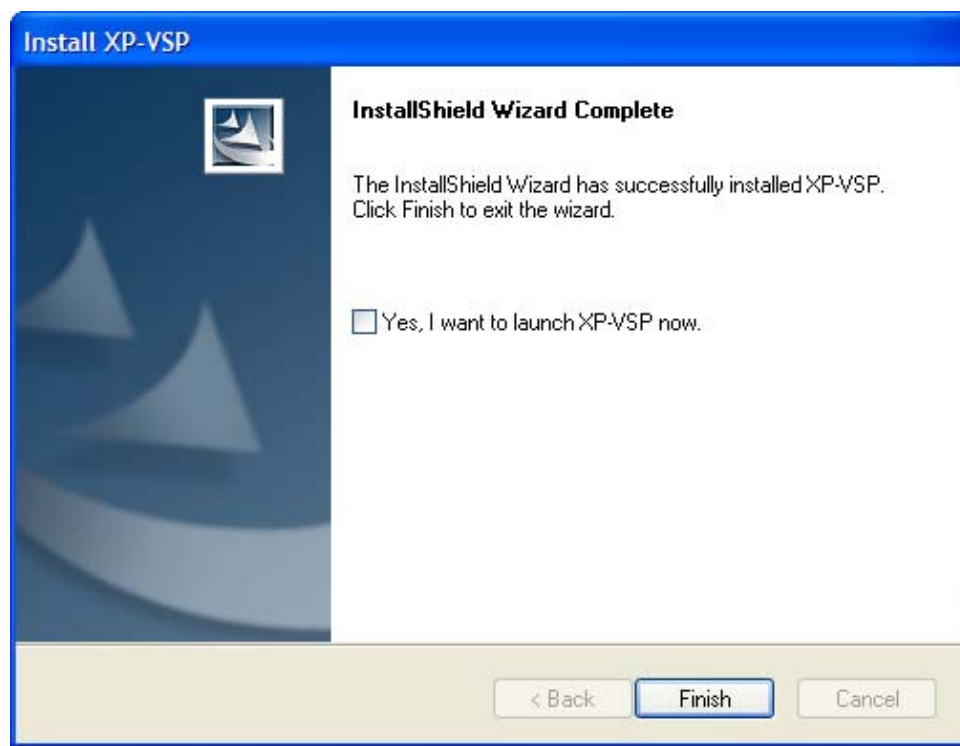 Install XP-VSP
InstallShield Wizard Complete
The InstallShield Wizard has successfully installed XP-VSP.
Click Finish to exit the wizard.
Yes, I want to launch XP-VSP now.
< Back
Finish
Cancel